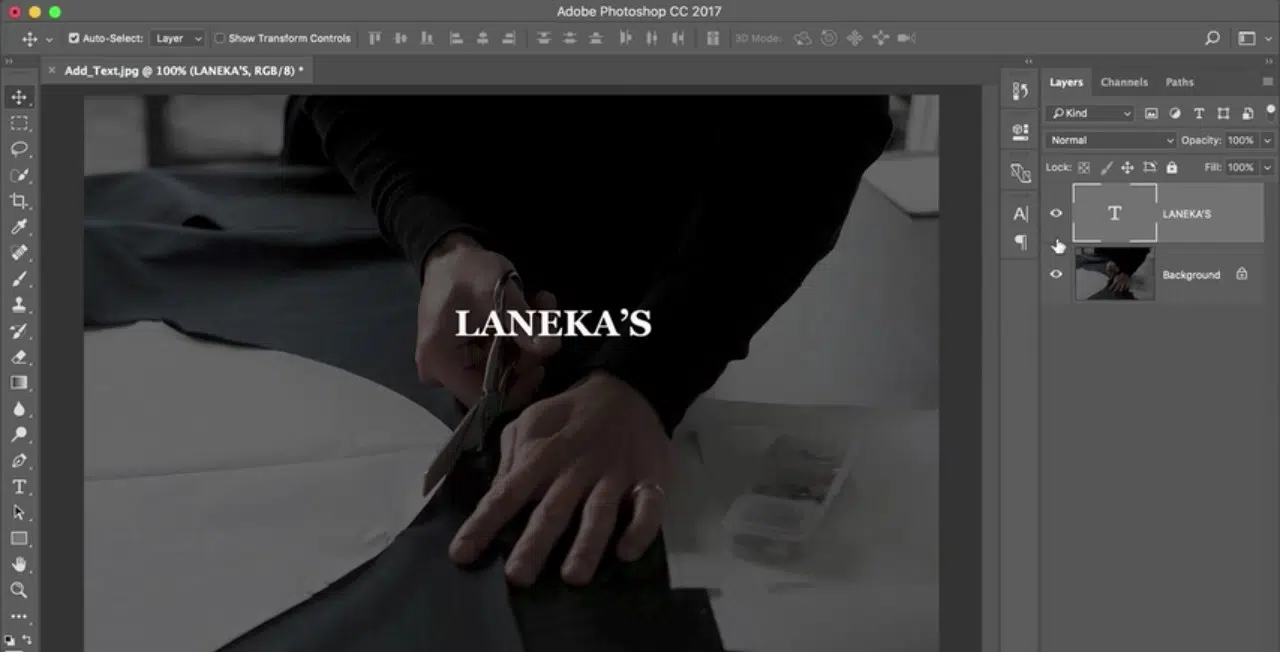 Adobe Photoshop CC 2017
Auto-Select: Layer Show Transform Controls 3D Mode:
Add_Text.jpg @ 100% (LANEKA'S, RGB/8) *
Layers Channels Paths
Kind T
Normal Opacity: 100%
Lock: Fill: 100%
A|
¶
T LANEKA'S
Background
LANEKA’S
T